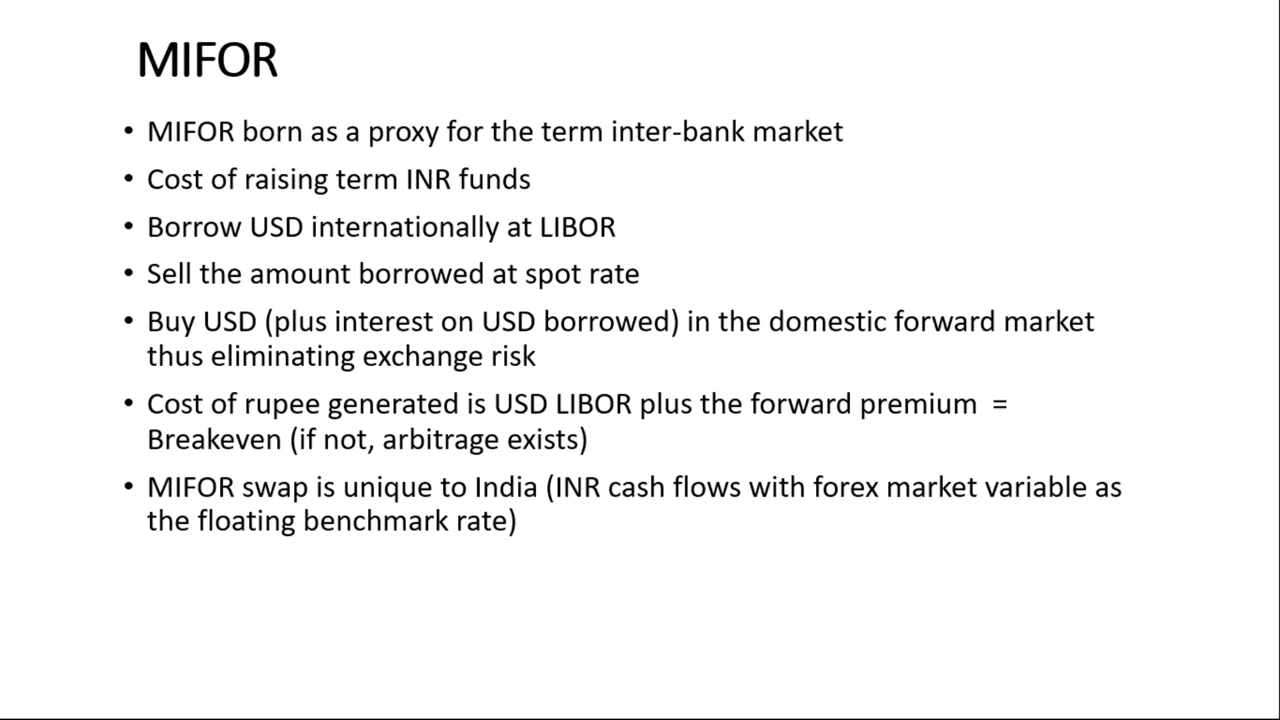 MIFOR
• MIFOR born as a proxy for the term inter-bank market
• Cost of raising term INR funds
• Borrow USD internationally at LIBOR
• Sell the amount borrowed at spot rate
• Buy USD (plus interest on USD borrowed) in the domestic forward market
thus eliminating exchange risk
• Cost of rupee generated is USD LIBOR plus the forward premium =
Breakeven (if not, arbitrage exists)
• MIFOR swap is unique to India (INR cash flows with forex market variable as
the floating benchmark rate)